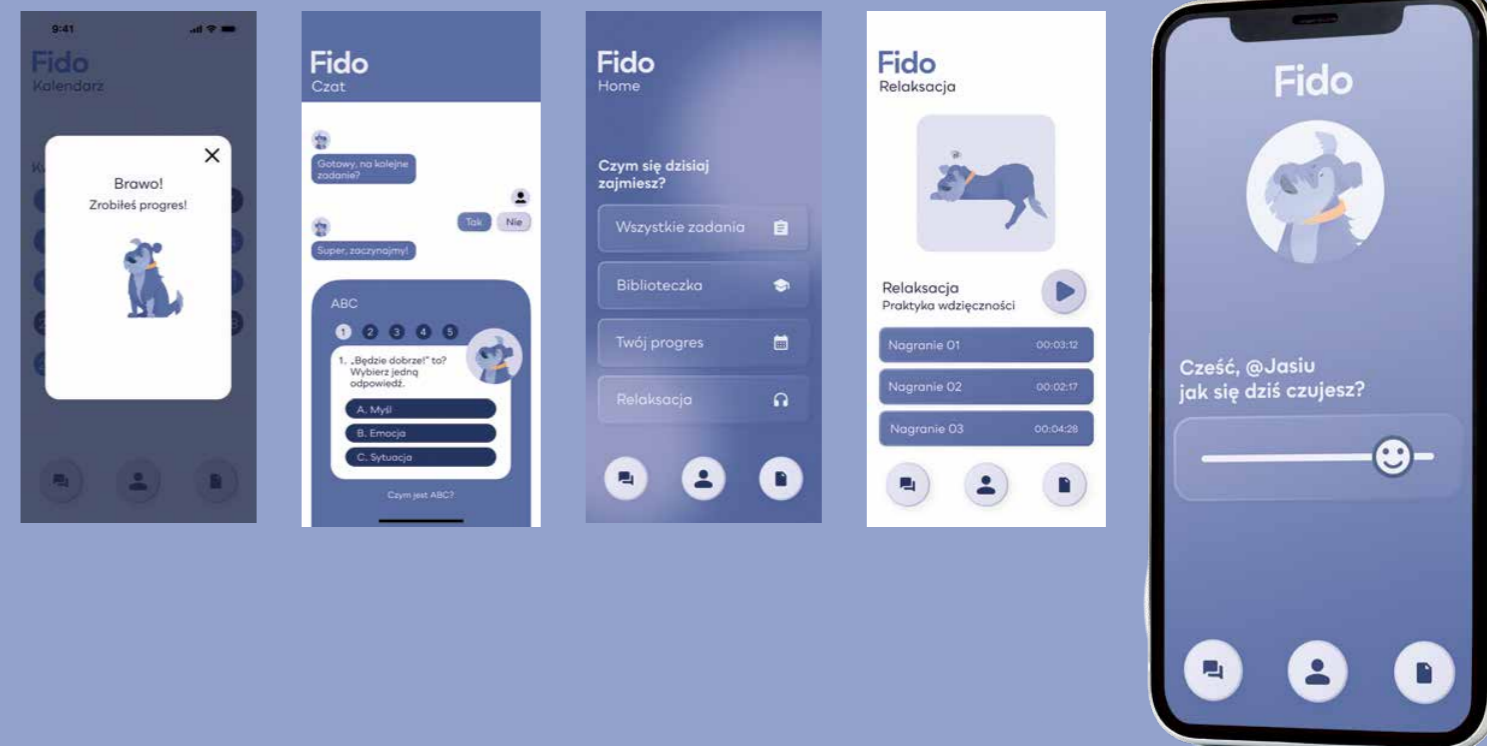 9:41
Fido
Kalendarz
Brawo!
Zrobiłeś progres!
Fido
Czat
Gotowy, na kolejne
zadanie?
Tak
Nie
Super, zaczynajmy!
ABC
1 2 3 4 5
1. „Będzie dobrze!” to?
Wybierz jedną
odpowiedź.
A. Myśl
B. Emocja
C. Sytuacja
Czym jest ABC?
Fido
Home
Czym się dzisiaj
zajmiesz?
Wszystkie zadania
Biblioteczka
Twój progres
Relaksacja
Fido
Relaksacja
Relaksacja
Praktyka wdzięczności
Nagranie 01 00:03:12
Nagranie 02 00:02:17
Nagranie 03 00:04:28
Fido
Cześć, @Jasiu
jak się dziś czujesz?